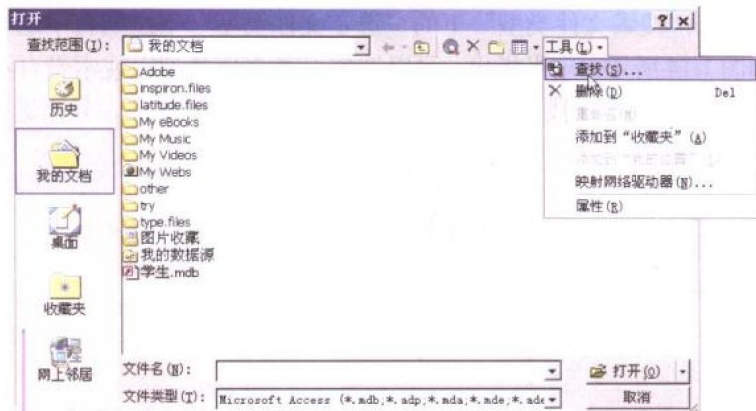 打开
查找范围(I):
我的文档
工具(L)
查找(S)...
删除(D) Del
添加到“收藏夹”(A)
映射网络驱动器(N)...
属性(R)
历史
我的文档
桌面
收藏夹
网上邻居
Adobe
inspiron.files
latitude.files
My eBooks
My Music
My Videos
My Webs
other
try
type.files
图片收藏
我的数据源
学生.mdb
文件名(N):
打开(O)
文件类型(T):
Microsoft Access (*.mdb;*.adp;*.mda;*.mde;*.ade
取消